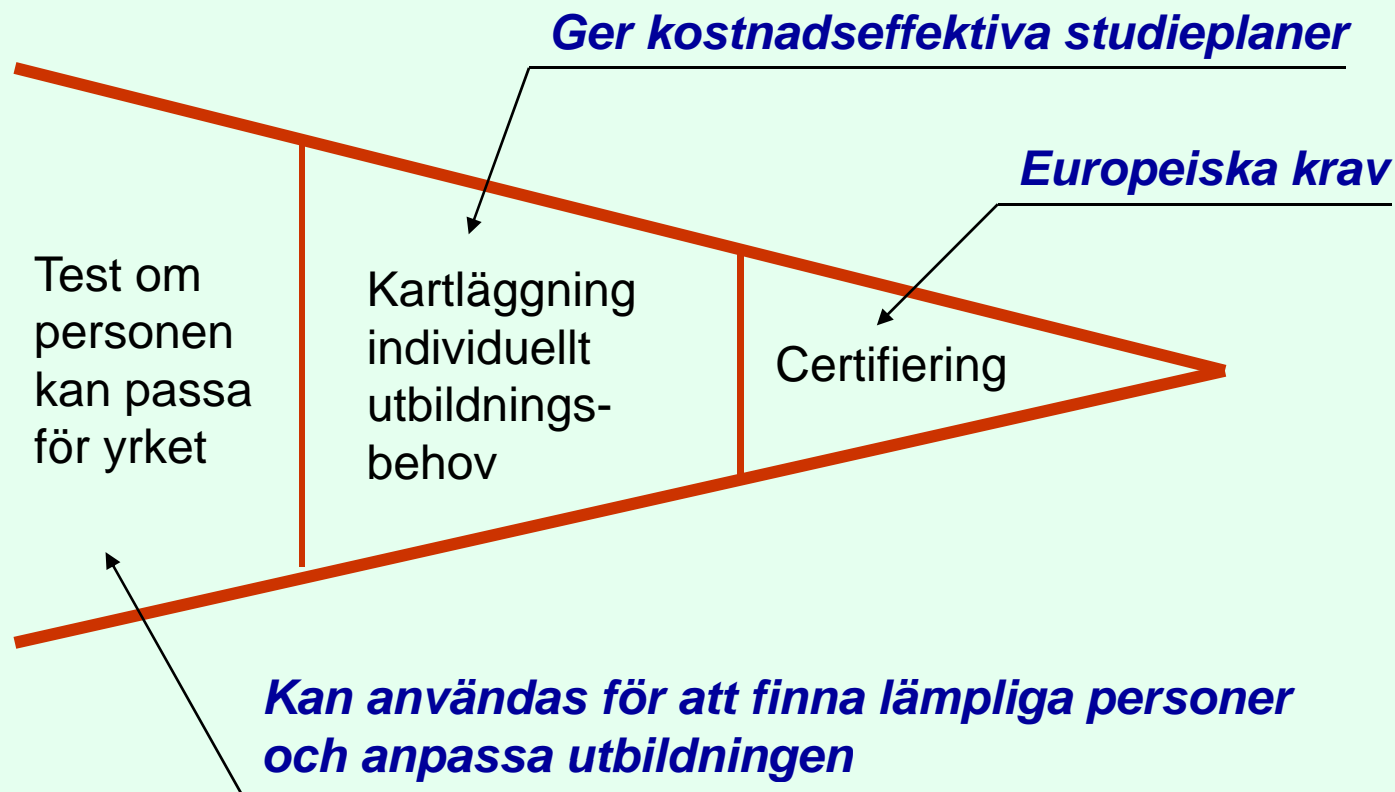 Ger kostnadseffektiva studieplaner
Europeiska krav
Test om
personen
kan passa
för yrket
Kartläggning
individuellt
utbildnings-
behov
Certifiering
Kan användas för att finna lämpliga personer
och anpassa utbildningen